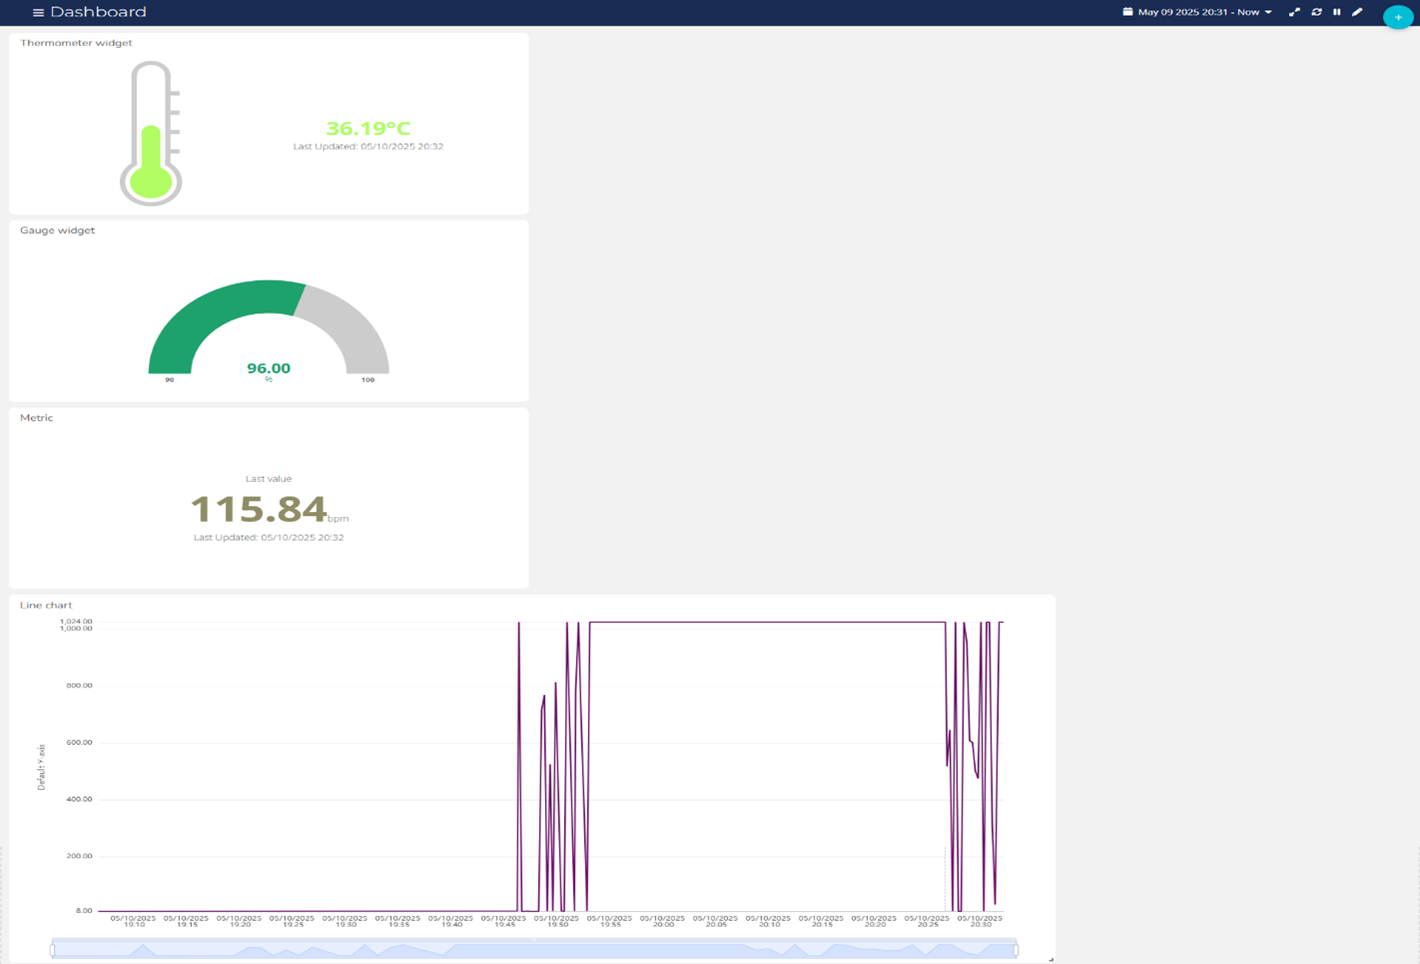 Dashboard
May 09 2025 20:31 - Now
+
Thermometer widget
36.19°C
Last Updated: 05/10/2025 20:32
Gauge widget
96.00
%
90
100
Metric
Last value
115.84bpm
Last Updated: 05/10/2025 20:32
Line chart
1,024.00
1,000.00
800.00
600.00
400.00
200.00
8.00
Default Y-axis
05/10/2025 05/10/2025 05/10/2025 05/10/2025 05/10/2025 05/10/2025 05/10/2025 05/10/2025 05/10/2025 05/10/2025 05/10/2025 05/10/2025 05/10/2025 05/10/2025 05/10/2025 05/10/2025 05/10/2025
19:10 19:15 19:20 19:25 19:30 19:35 19:40 19:45 19:50 19:55 20:00 20:05 20:10 20:15 20:20 20:25 20:30